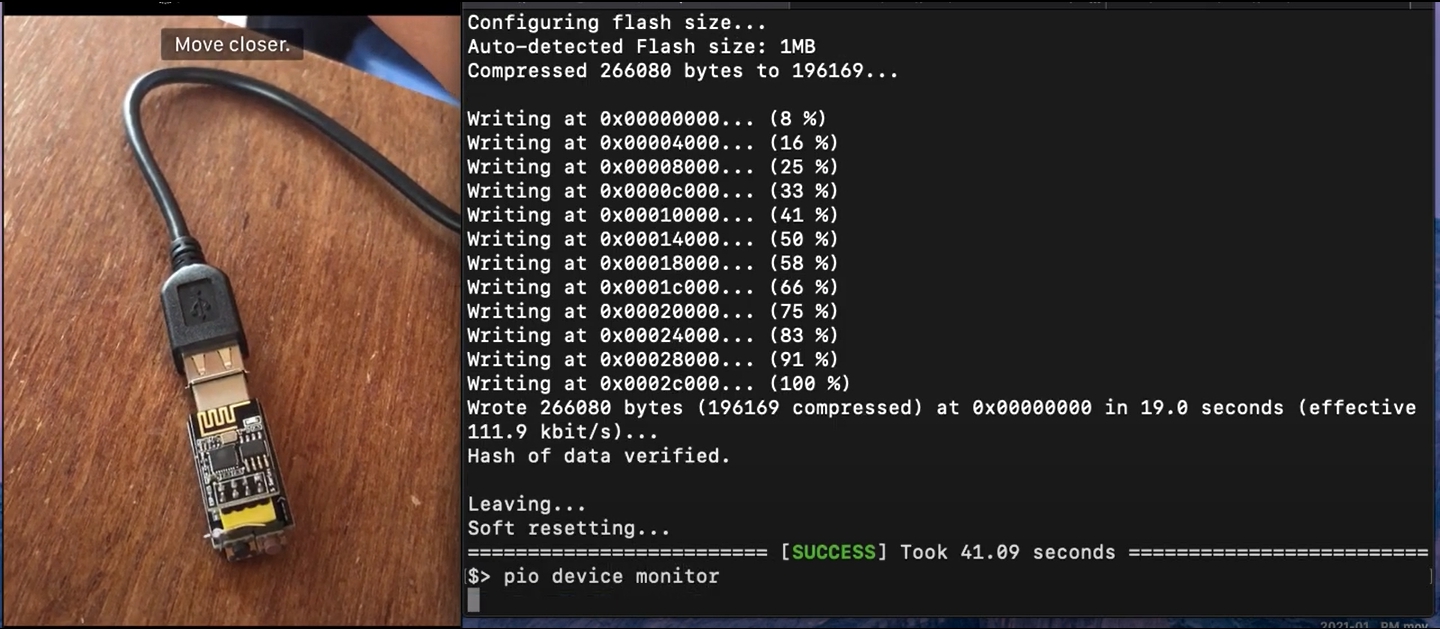 Move closer.
Configuring flash size...
Auto-detected Flash size: 1MB
Compressed 266080 bytes to 196169...
Writing at 0x00000000... (8 %)
Writing at 0x00004000... (16 %)
Writing at 0x00008000... (25 %)
Writing at 0x0000c000... (33 %)
Writing at 0x00010000... (41 %)
Writing at 0x00014000... (50 %)
Writing at 0x00018000... (58 %)
Writing at 0x0001c000... (66 %)
Writing at 0x00020000... (75 %)
Writing at 0x00024000... (83 %)
Writing at 0x00028000... (91 %)
Writing at 0x0002c000... (100 %)
Wrote 266080 bytes (196169 compressed) at 0x00000000 in 19.0 seconds (effective
111.9 kbit/s)...
Hash of data verified.
Leaving...
Soft resetting...
========================= [SUCCESS] Took 41.09 seconds =========================
$> pio device monitor